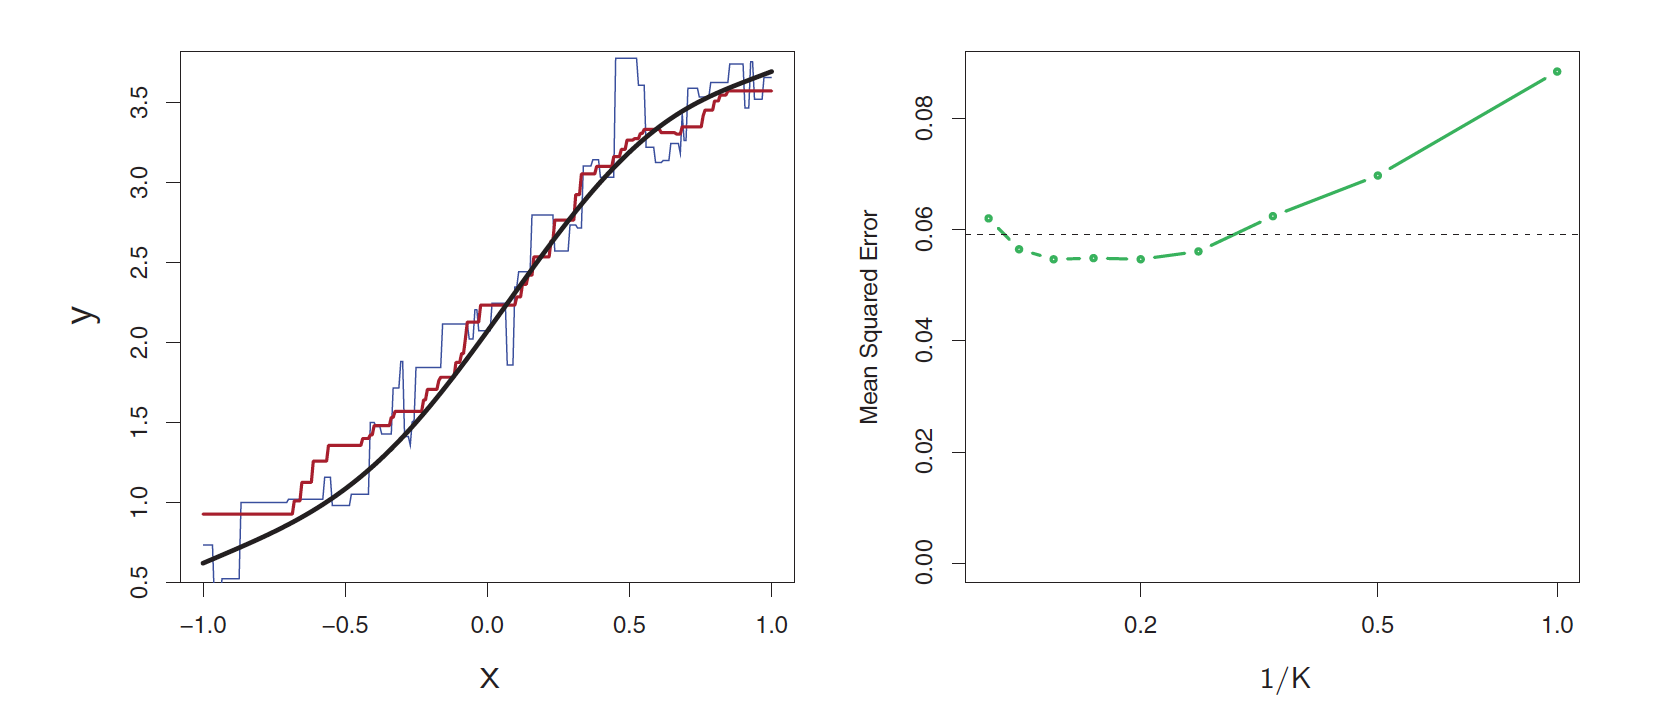 y
0.5 1.0 1.5 2.0 2.5 3.0 3.5
−1.0 −0.5 0.0 0.5 1.0
X
Mean Squared Error
0.00 0.02 0.04 0.06 0.08
0.2 0.5 1.0
1/K